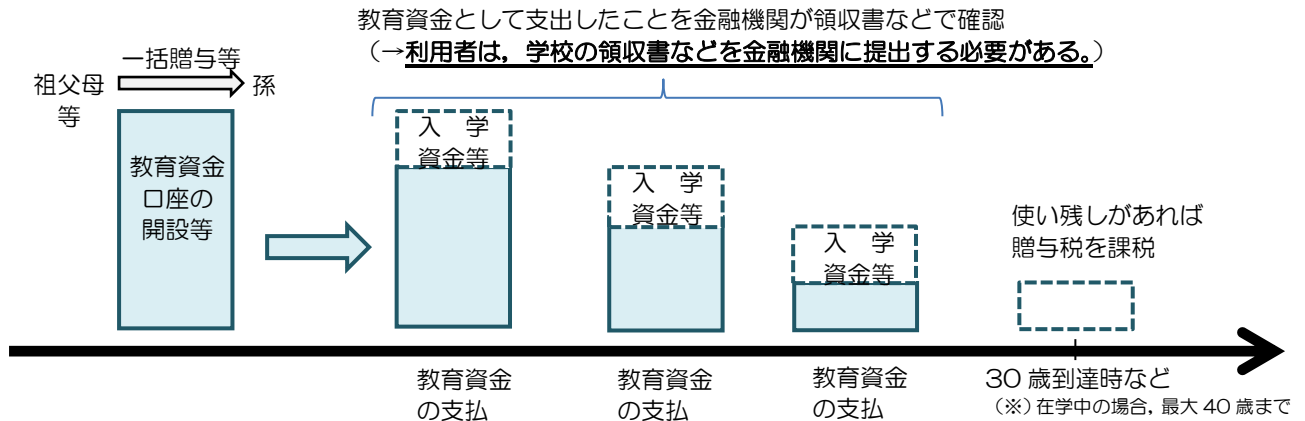 教育資金として支出したことを金融機関が領収書などで確認
（→利用者は，学校の領収書などを金融機関に提出する必要がある。）
一括贈与等
祖父母
等
孫
教育資金
口座の
開設等
入　学
資金等
入　学
資金等
入　学
資金等
使い残しがあれば
贈与税を課税
教育資金
の支払
教育資金
の支払
教育資金
の支払
30 歳到達時など
（※）在学中の場合，最大 40 歳まで